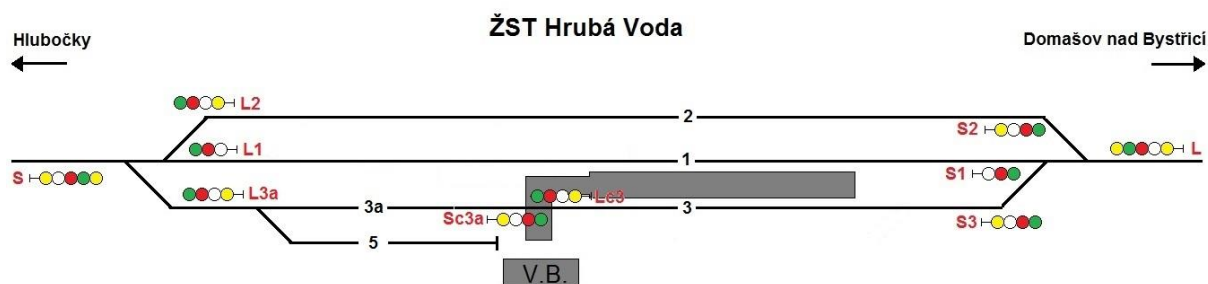 ŽST Hrubá Voda
Hlubočky
Domašov nad Bystřicí
L2
2
S2
L1
1
L
S
S1
L3a
Lc3
3a
3
Sc3a
S3
5
V.B.